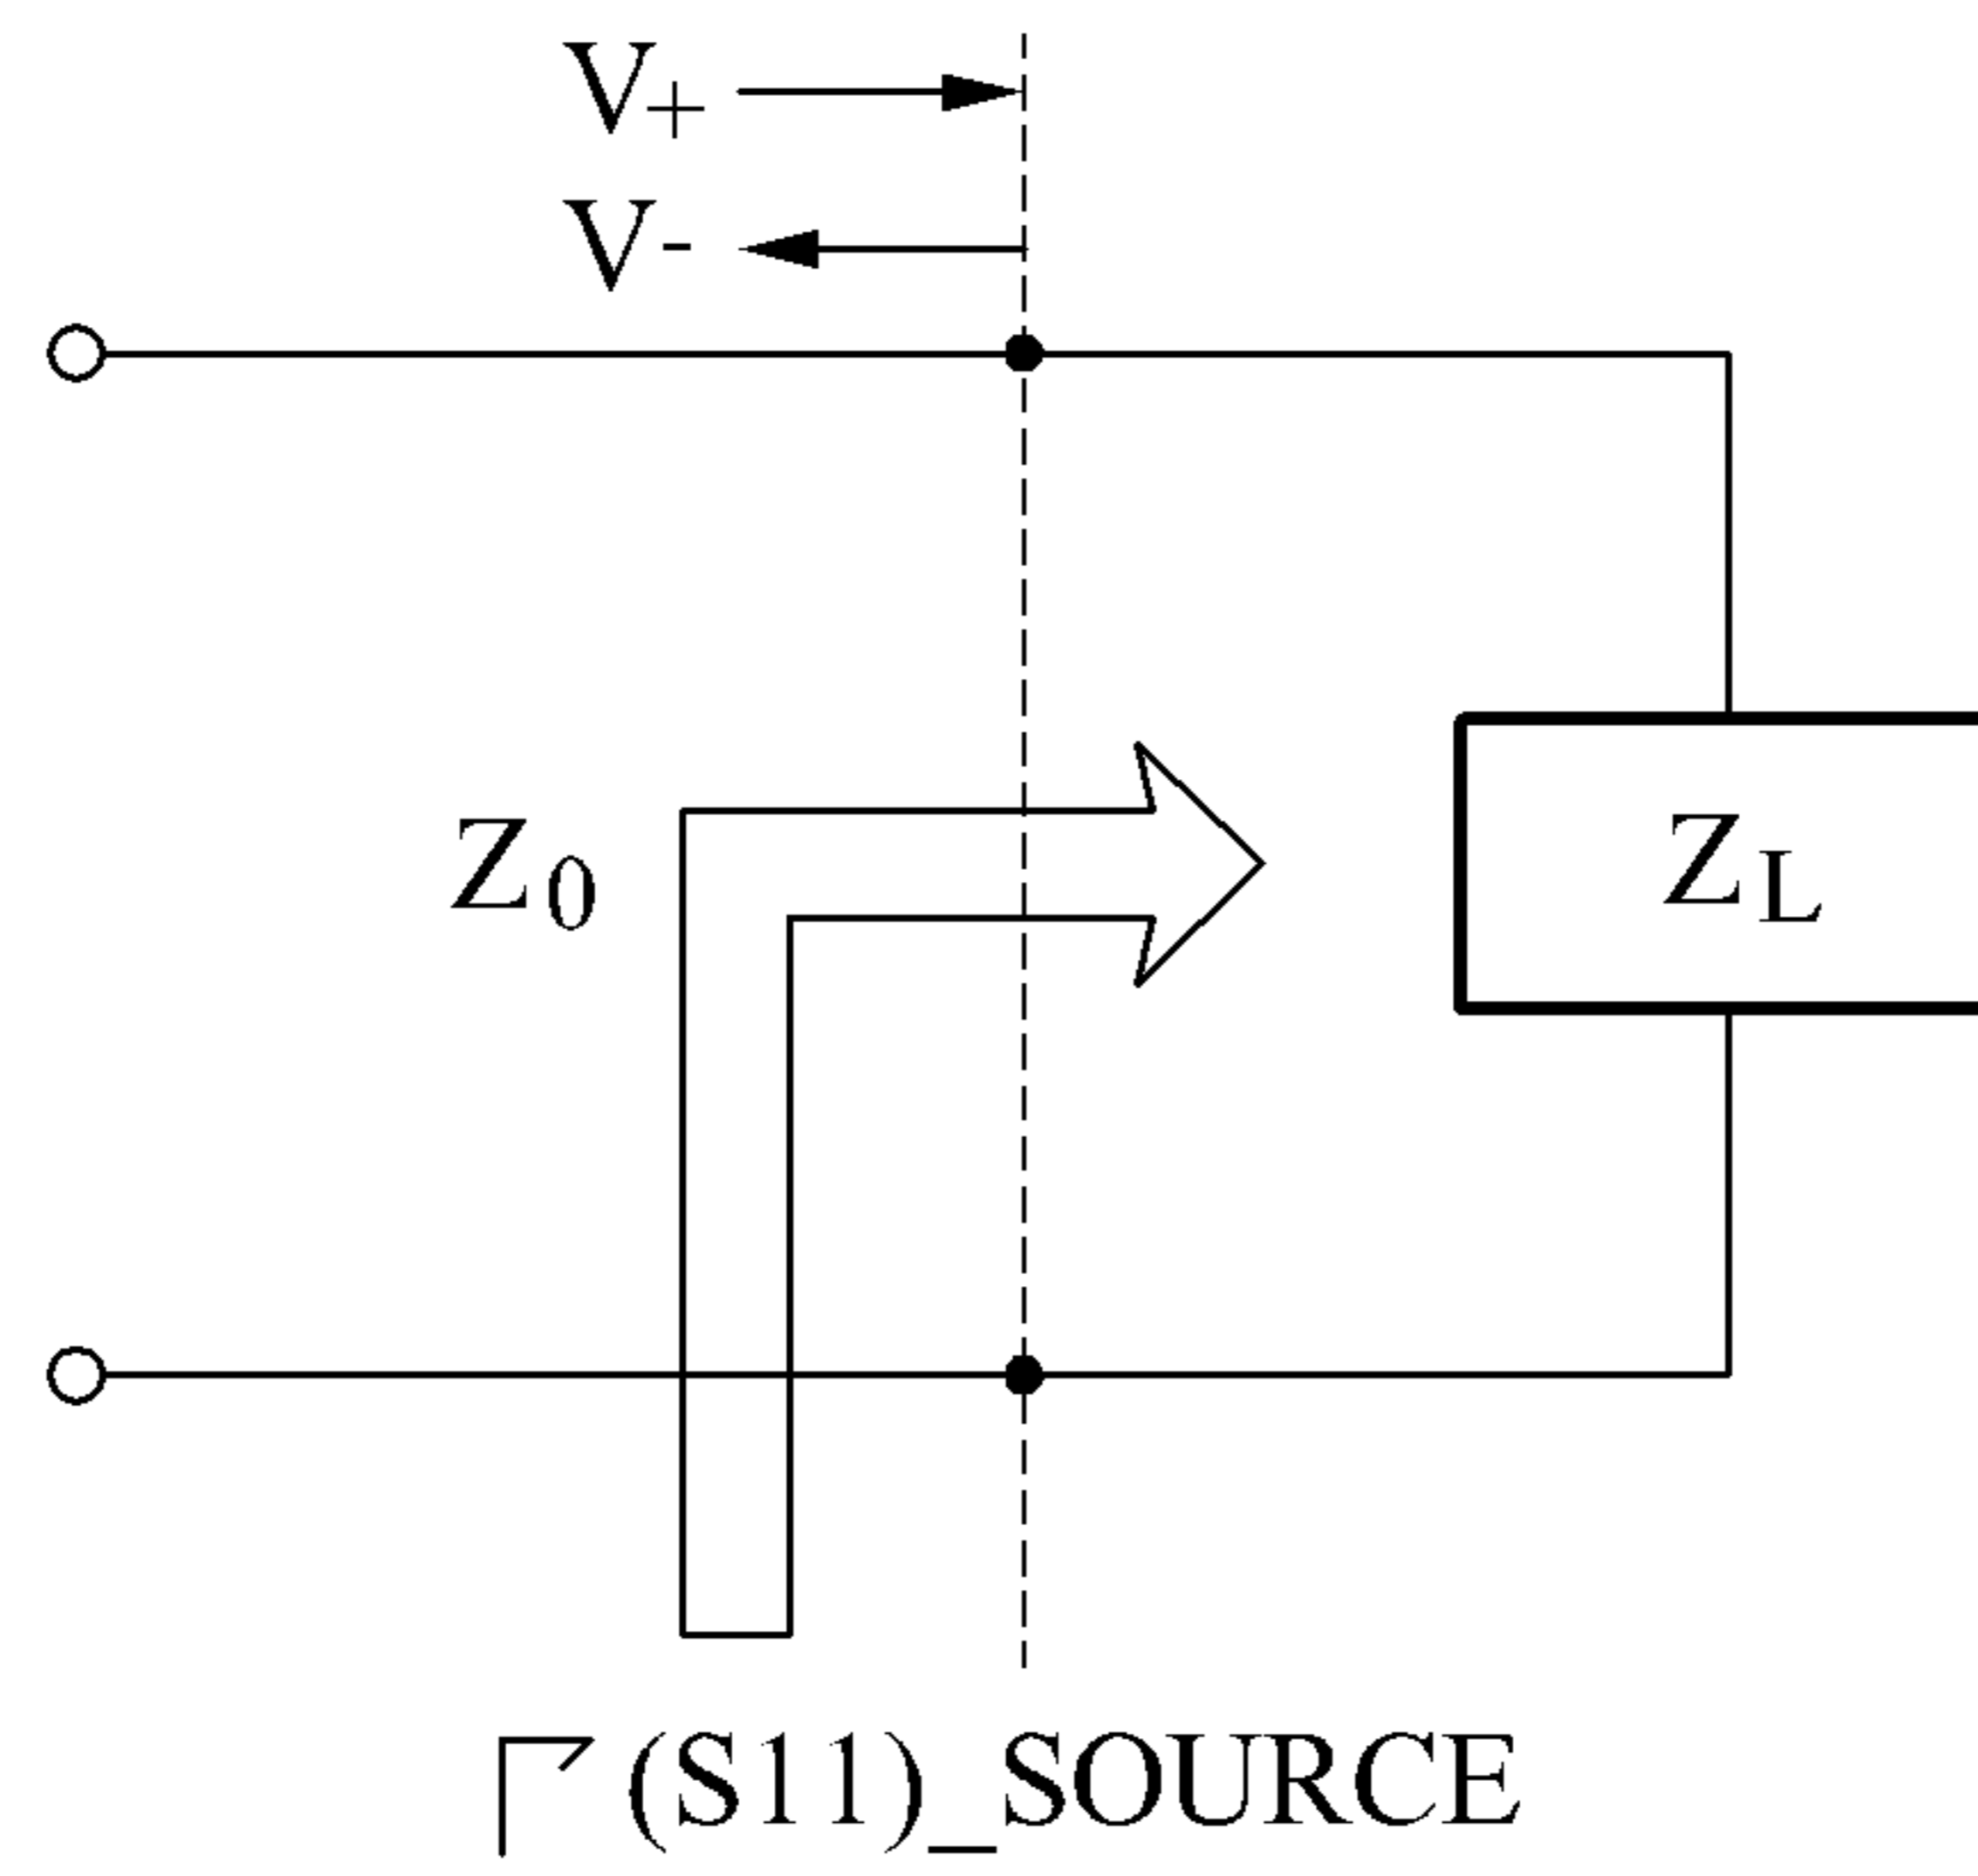 V+
V-
Z0
ZL
Γ(S11)_SOURCE